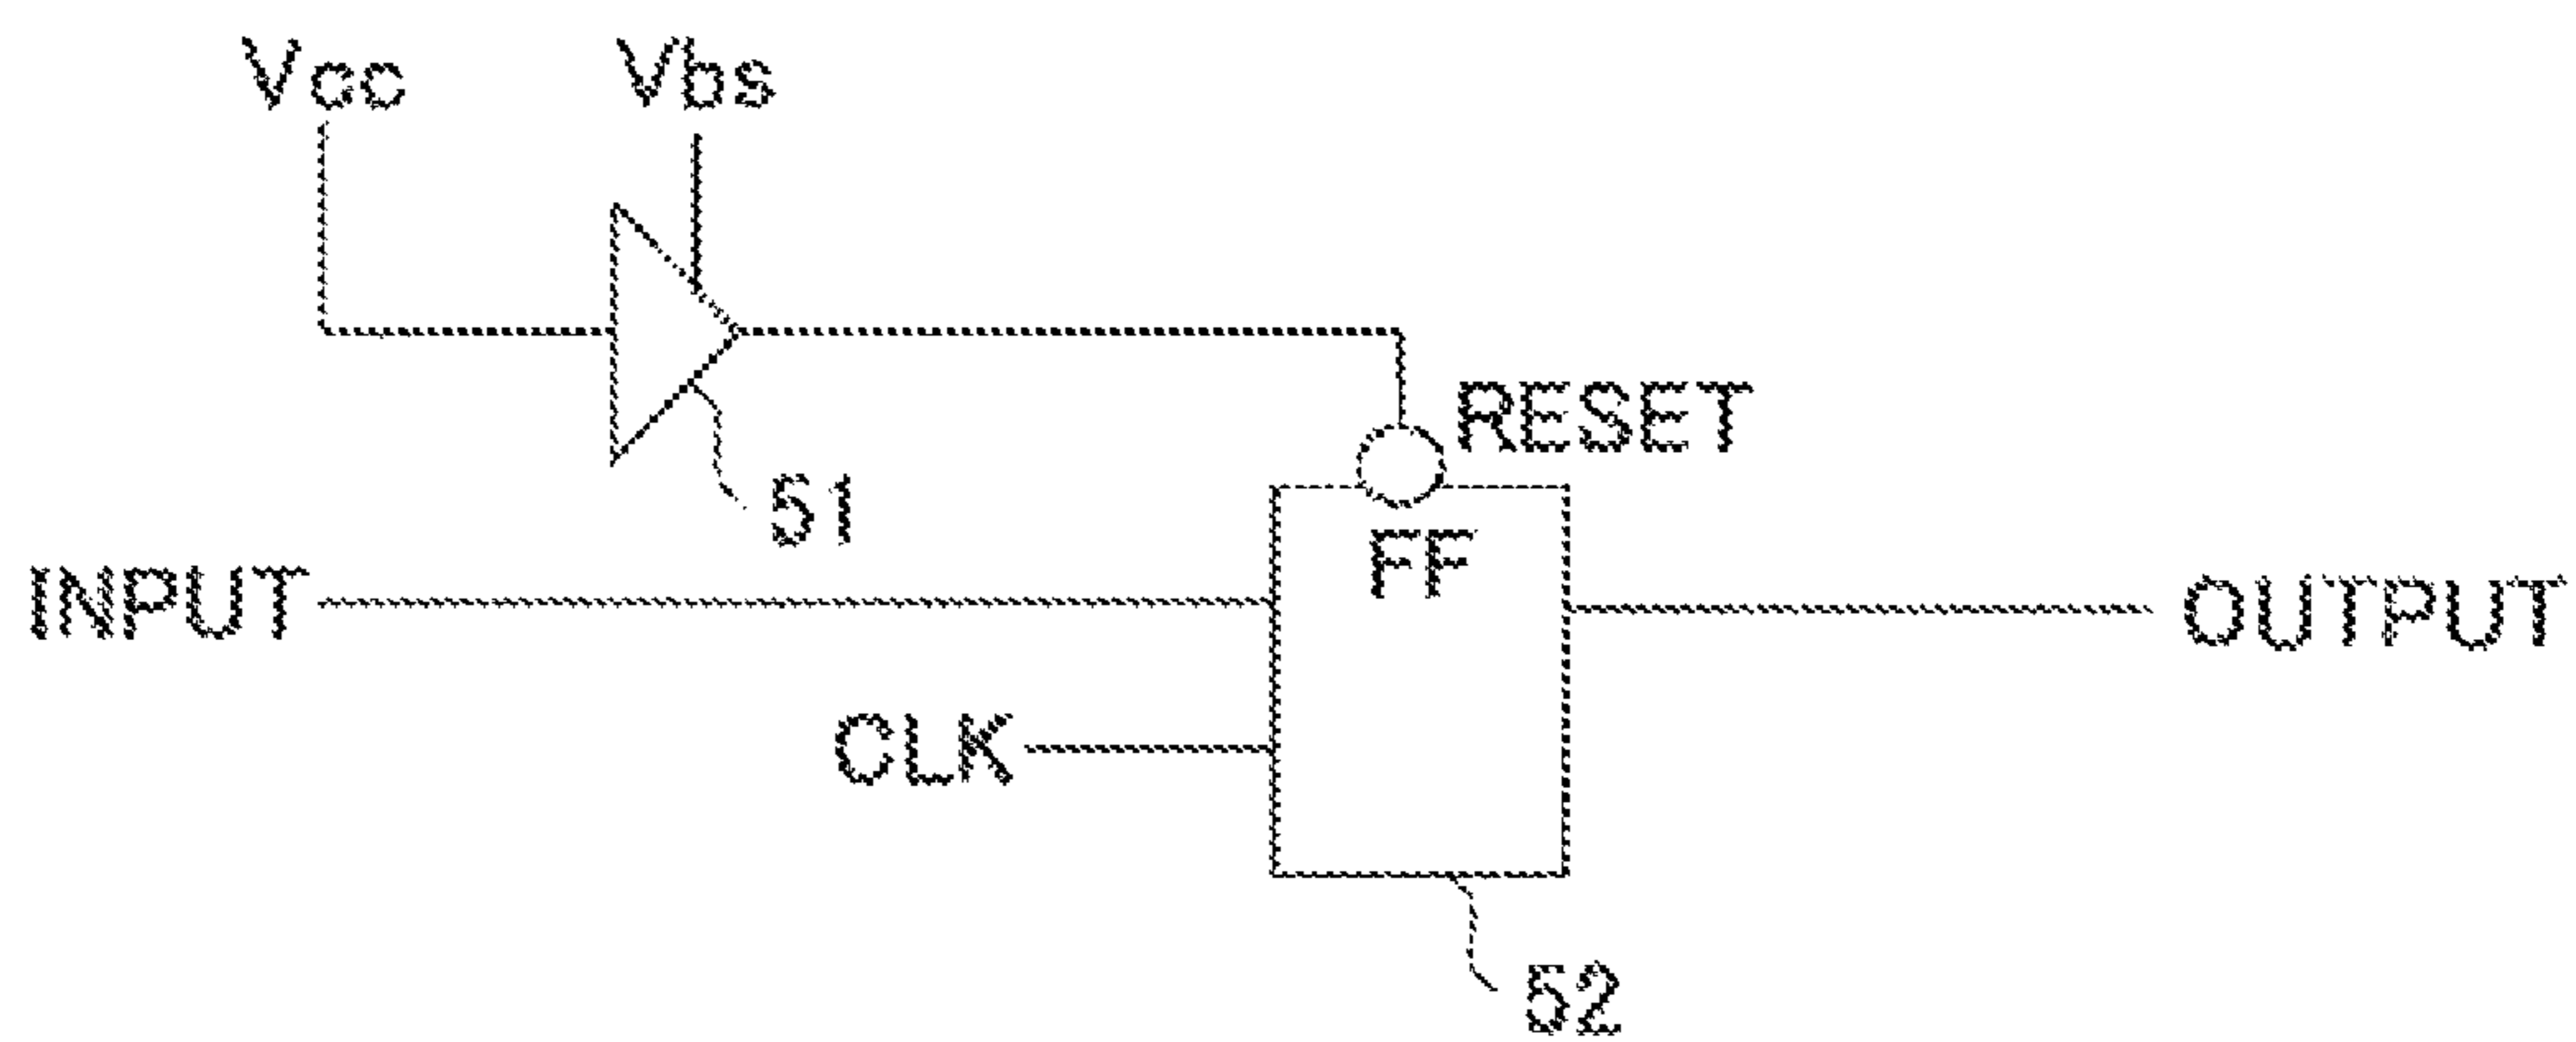 Vcc
Vbs
RESET
51
FF
INPUT
OUTPUT
CLK
52